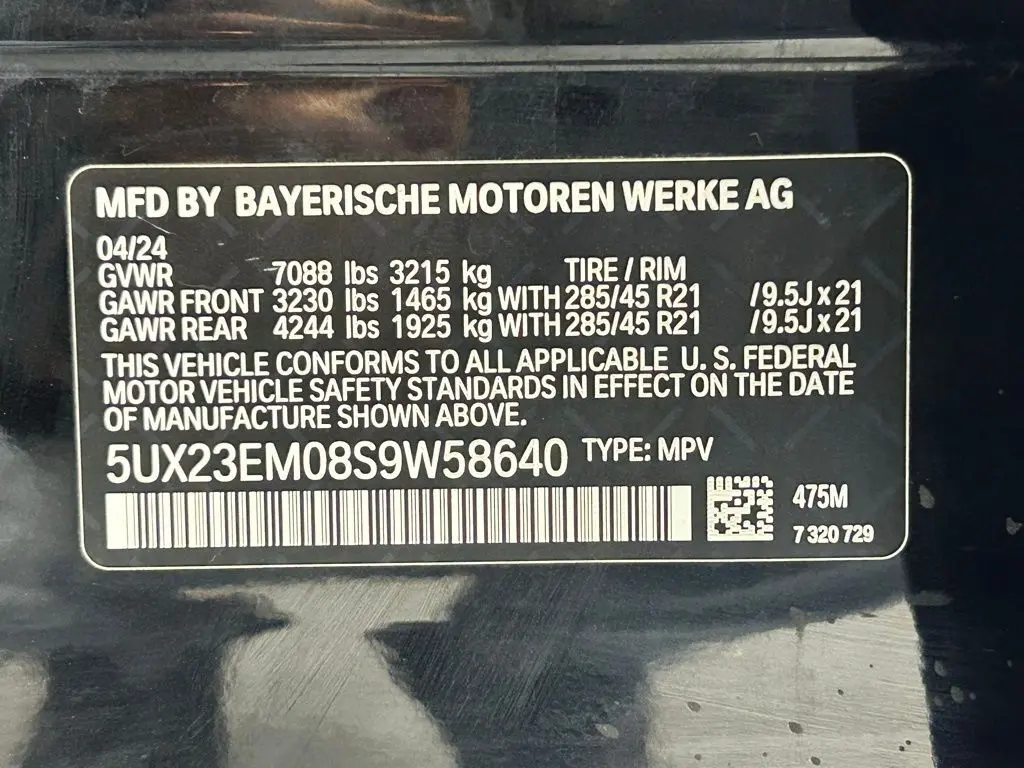 MFD BY BAYERISCHE MOTOREN WERKE AG
04/24
GVWR 7088 lbs 3215 kg TIRE / RIM
GAWR FRONT 3230 lbs 1465 kg WITH 285/45 R21 /9.5J x 21
GAWR REAR 4244 lbs 1925 kg WITH 285/45 R21 /9.5J x 21
THIS VEHICLE CONFORMS TO ALL APPLICABLE U. S. FEDERAL
MOTOR VEHICLE SAFETY STANDARDS IN EFFECT ON THE DATE
OF MANUFACTURE SHOWN ABOVE.
5UX23EM08S9W58640 TYPE: MPV
475M
7 320 729